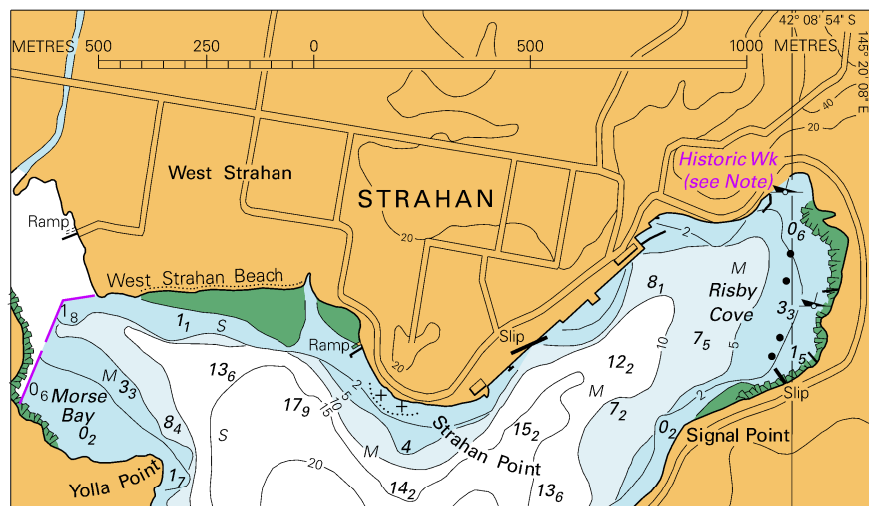 42° 08' 54" S
METRES 500 250 0 500 1000 METRES
145° 20' 08" E
40
20
Historic Wk
(see Note)
West Strahan
STRAHAN
20
Ramp
West Strahan Beach
2
0₆
8₁
M
Risby
Cove
3₃
1₈
1₁
S
Slip
7₅
5
10
1₅
Ramp
20
13₆
12₂
M
3₃
M
0₆
Morse
Bay
0₂
2
5
10
15
17₉
7₂
2
Slip
8₄
S
15₂
0₂
Signal Point
M
4
Strahan Point
Yolla Point
1₇
20
14₂
13₆